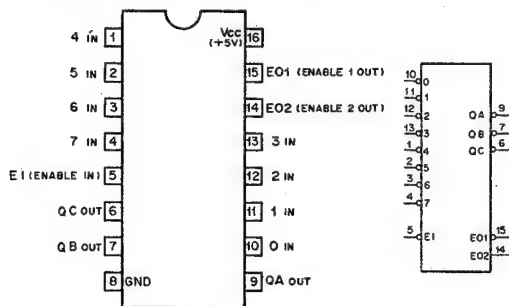 4 IN 1
5 IN 2
6 IN 3
7 IN 4
EI (ENABLE IN) 5
QC OUT 6
QB OUT 7
8 GND
Vcc 16
(+5V)
15 EO1 (ENABLE 1 OUT)
14 EO2 (ENABLE 2 OUT)
13 3 IN
12 2 IN
11 1 IN
10 0 IN
9 QA OUT
10 0
11 1
12 2
13 3
1 4
2 5
3 6
4 7
5 EI
QA 9
QB 7
QC 6
EO1 15
EO2 14